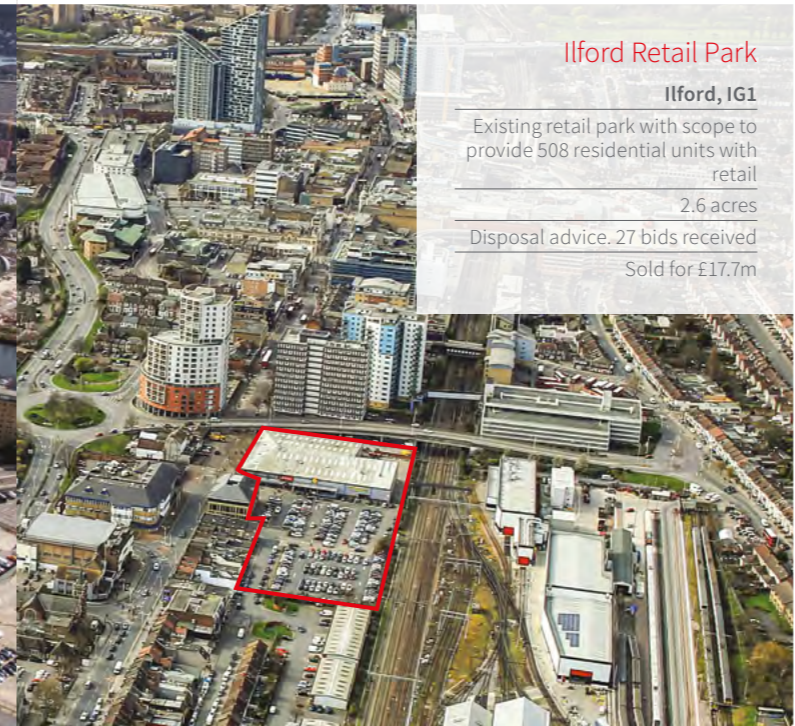 Ilford Retail Park
Ilford, IG1
Existing retail park with scope to
provide 508 residential units with
retail
2.6 acres
Disposal advice. 27 bids received
Sold for £17.7m